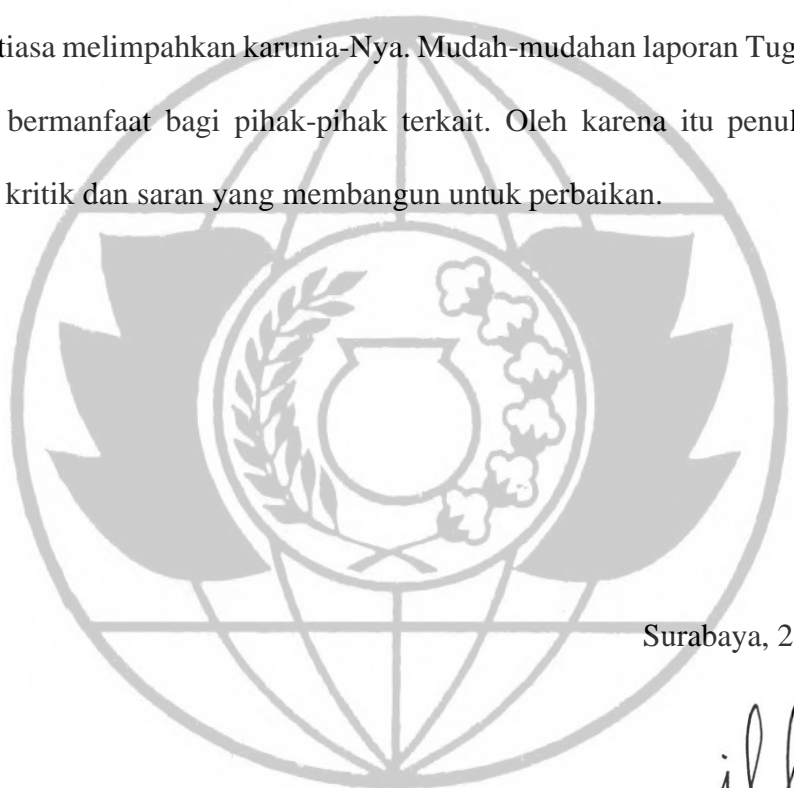 tiasa melimpahkan karunia-Nya. Mudah-mudahan laporan Tug
bermanfaat bagi pihak-pihak terkait. Oleh karena itu penul
kritik dan saran yang membangun untuk perbaikan.
Surabaya, 2